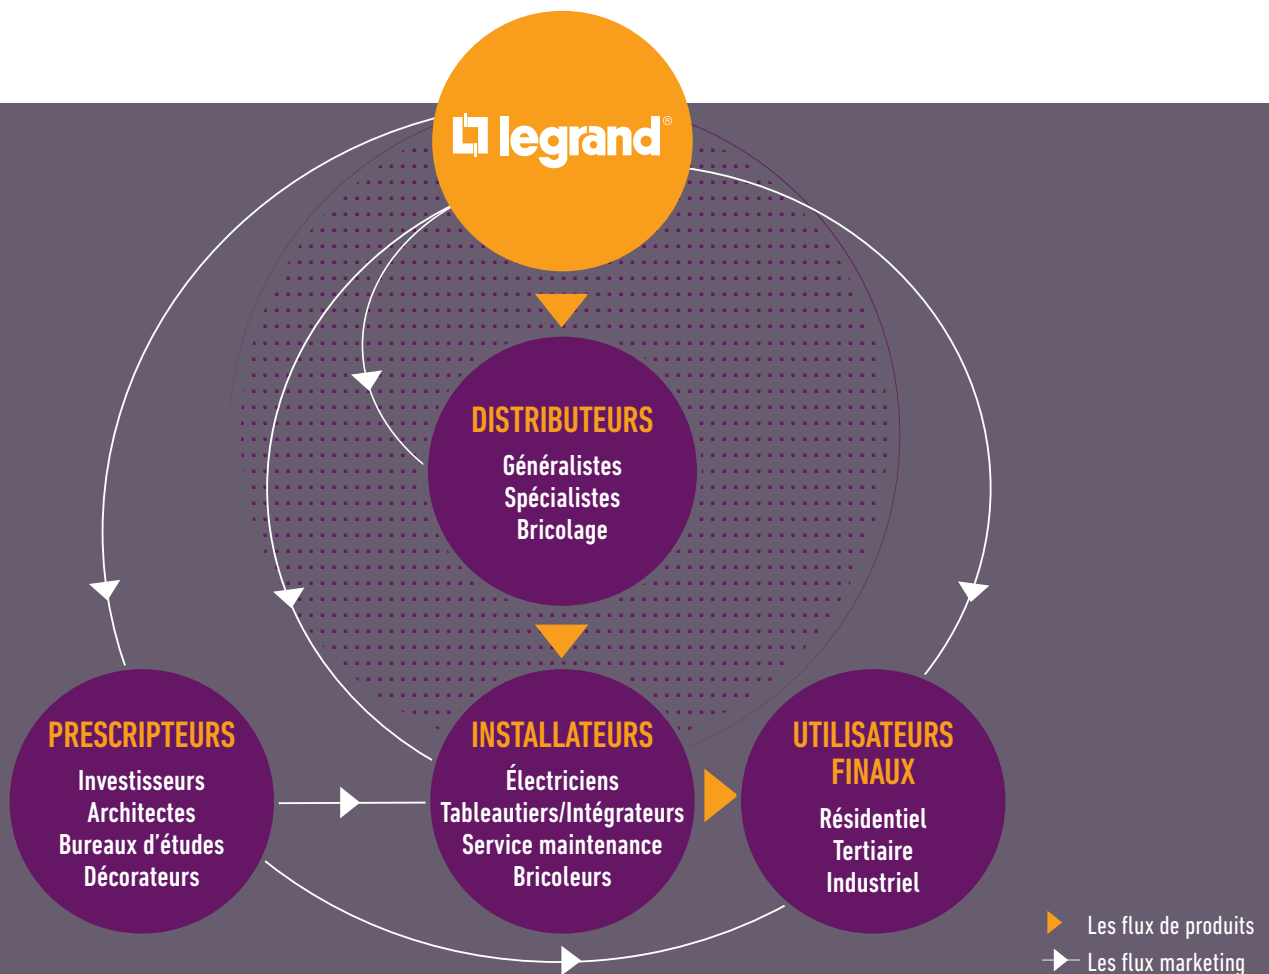 legrand®
DISTRIBUTEURS
Généralistes
Spécialistes
Bricolage
PRESCRIPTEURS
Investisseurs
Architectes
Bureaux d'études
Décorateurs
INSTALLATEURS
Électriciens
Tableautiers/Intégrateurs
Service maintenance
Bricoleurs
UTILISATEURS
FINAUX
Résidentiel
Tertiaire
Industriel
Les flux de produits
Les flux marketing